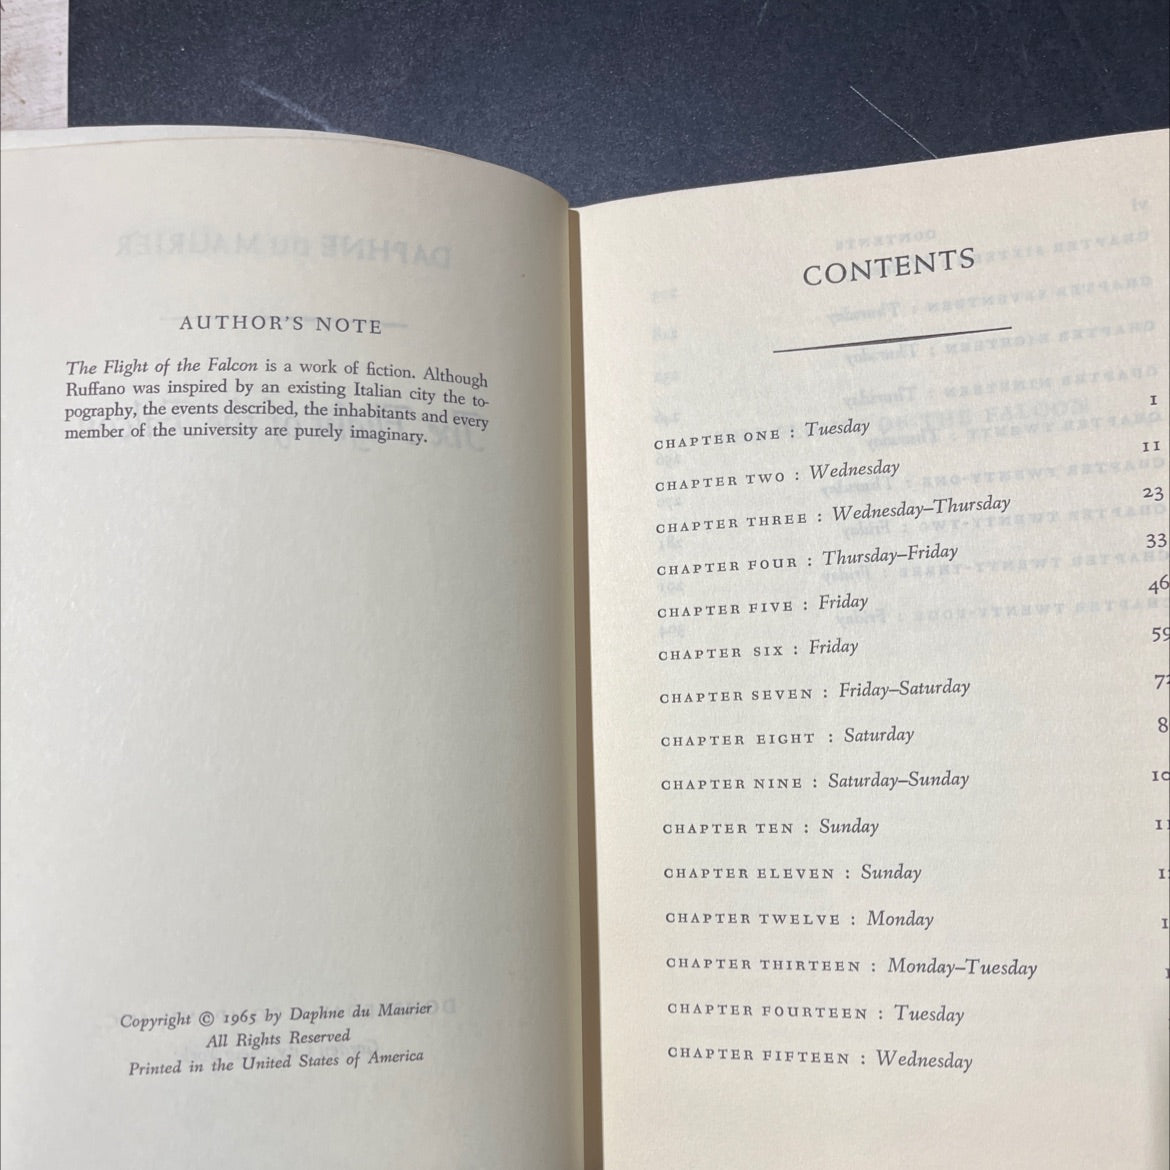 AUTHOR'S NOTE
The Flight of the Falcon is a work of fiction. Although
Ruffano was inspired by an existing Italian city the to-
pography, the events described, the inhabitants and every
member of the university are purely imaginary.
Copyright © 1965 by Daphne du Maurier
All Rights Reserved
Printed in the United States of America
CONTENTS
CHAPTER ONE : Tuesday 1
CHAPTER TWO : Wednesday 11
CHAPTER THREE : Wednesday–Thursday 23
CHAPTER FOUR : Thursday–Friday 33
CHAPTER FIVE : Friday 46
CHAPTER SIX : Friday 59
CHAPTER SEVEN : Friday–Saturday
CHAPTER EIGHT : Saturday
CHAPTER NINE : Saturday–Sunday
CHAPTER TEN : Sunday
CHAPTER ELEVEN : Sunday
CHAPTER TWELVE : Monday
CHAPTER THIRTEEN : Monday–Tuesday
CHAPTER FOURTEEN : Tuesday
CHAPTER FIFTEEN : Wednesday